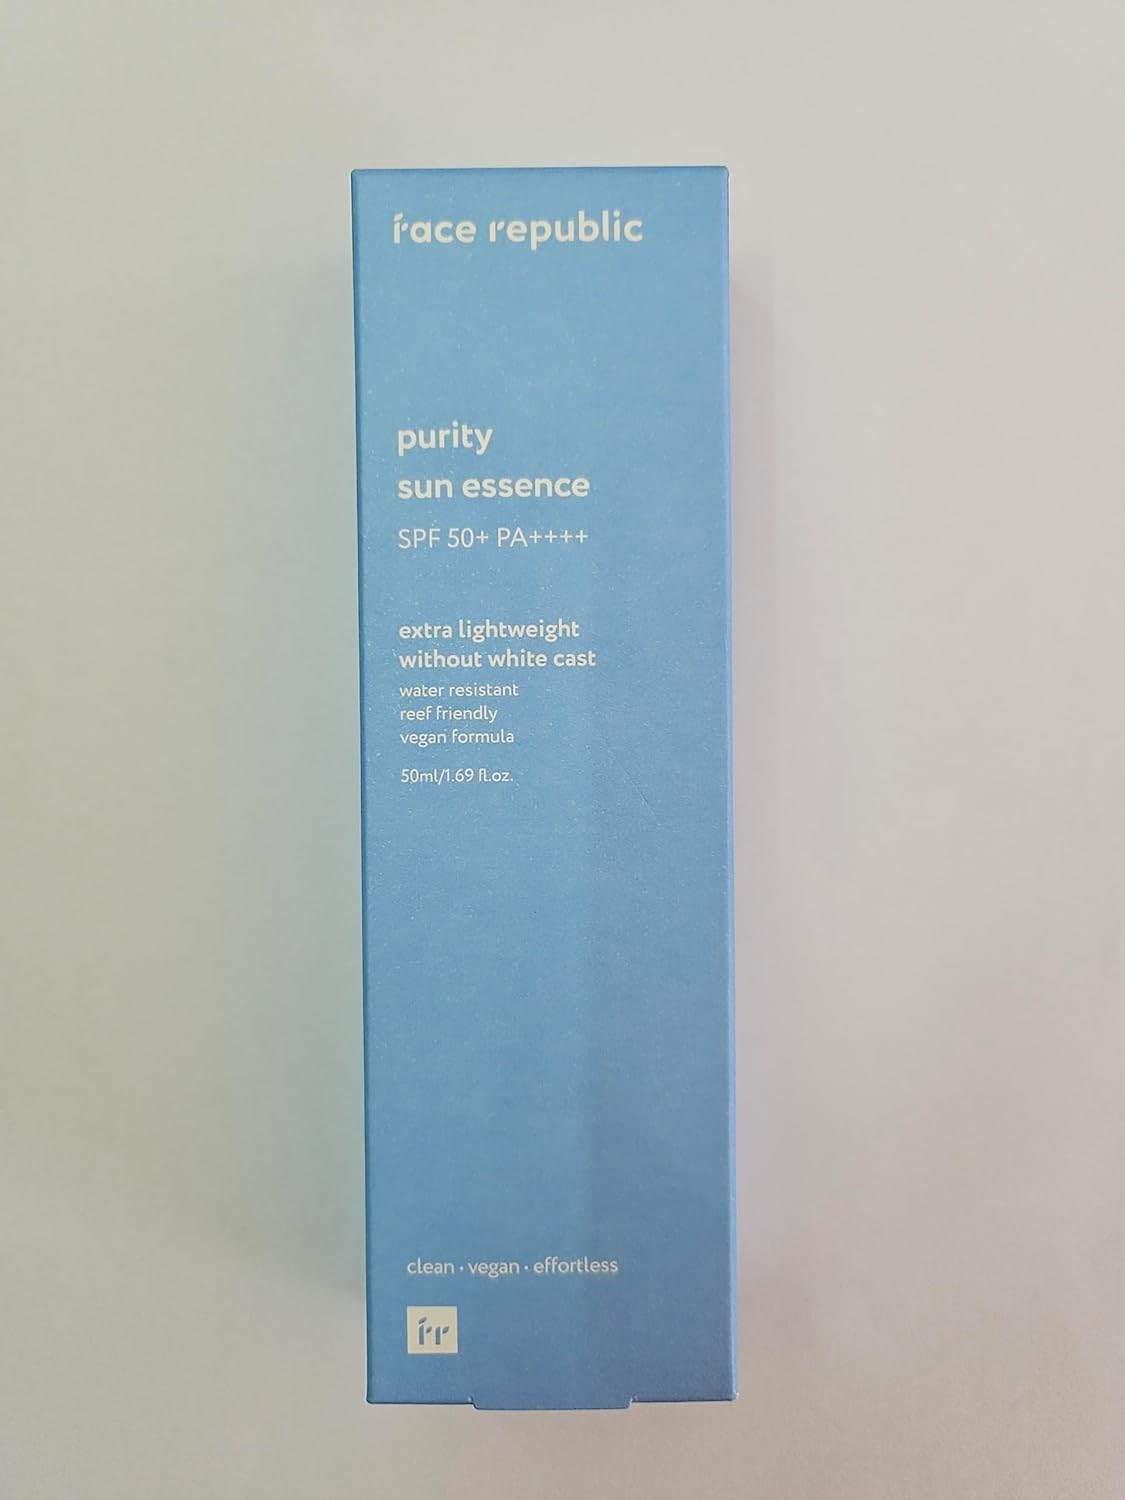 face republic
purity
sun essence
SPF 50+ PA++++
extra lightweight
without white cast
water resistant
reef friendly
vegan formula
50ml/1.69 fl.oz.
clean • vegan • effortless
fr